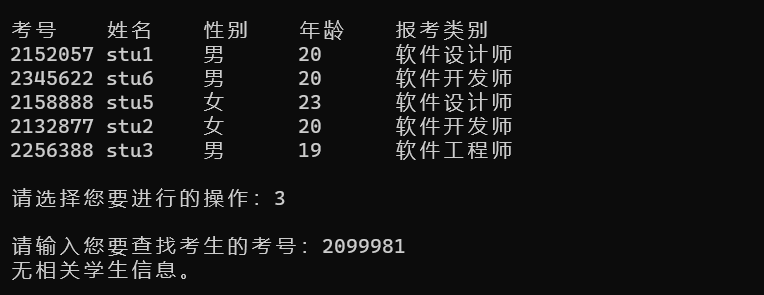 考号 姓名 性别 年龄 报考类别
2152057 stu1 男 20 软件设计师
2345622 stu6 男 20 软件开发师
2158888 stu5 女 23 软件设计师
2132877 stu2 女 20 软件开发师
2256388 stu3 男 19 软件工程师
请选择您要进行的操作: 3
请输入您要查找考生的考号: 2099981
无相关学生信息。